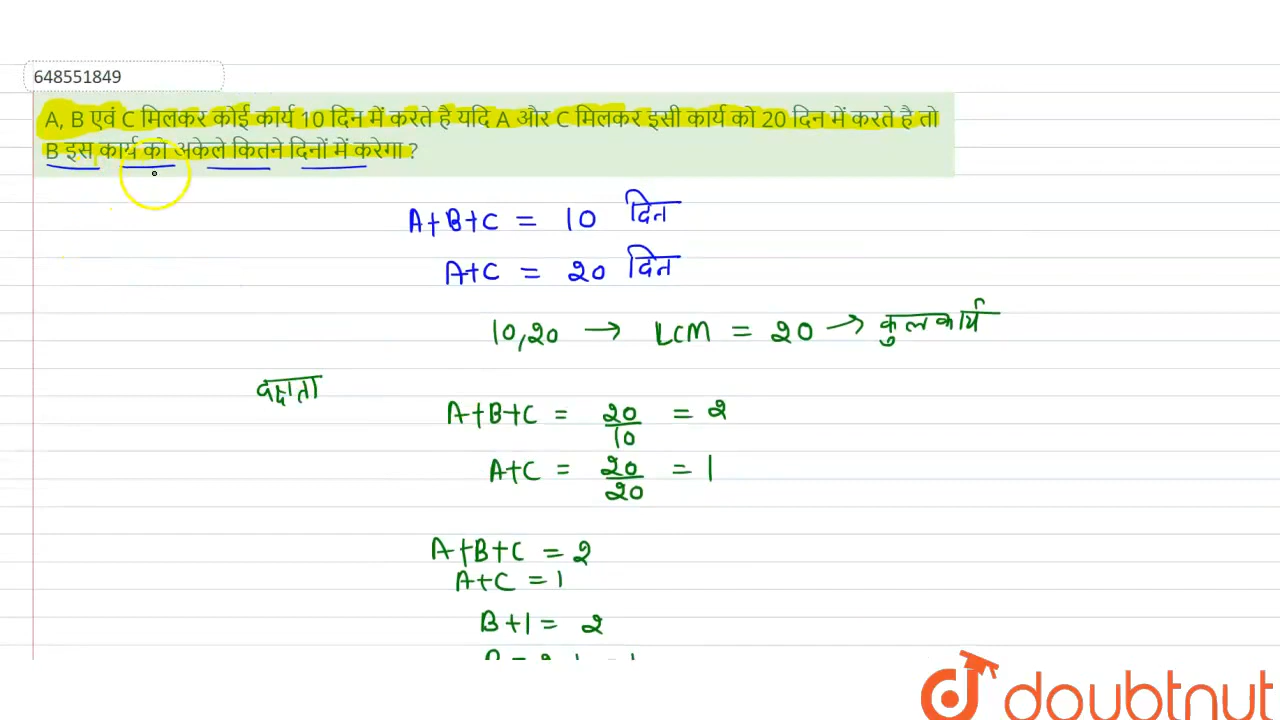 648551849
A, B एवं C मिलकर कोई कार्य 10 दिन में करते है यदि A और C मिलकर इसी कार्य को 20 दिन में करते है तो
B इस कार्य को अकेले कितने दिनों में करेगा ?
A+B+C = 10 दिन
A+C = 20 दिन
10,20 → LCM = 20 → कुल कार्य
दक्षता
A+B+C = 20/10 = 2
A+C = 20/20 = 1
A+B+C = 2
A+C = 1
B+1 = 2
doubtnut